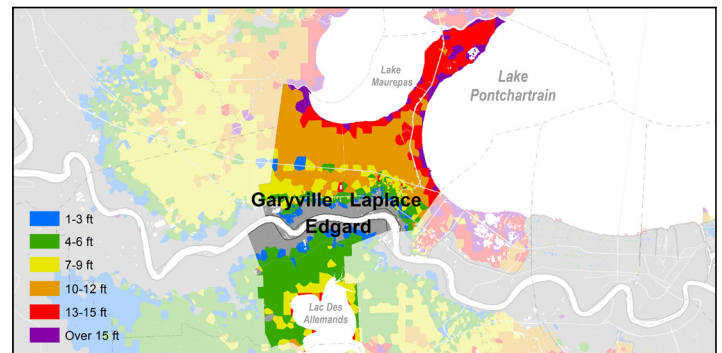 Lake
Maurepas
Lake
Pontchartrain
Garyville Laplace
Edgard
1-3 ft
4-6 ft
7-9 ft
10-12 ft
13-15 ft
Over 15 ft
Lac Des
Allemands